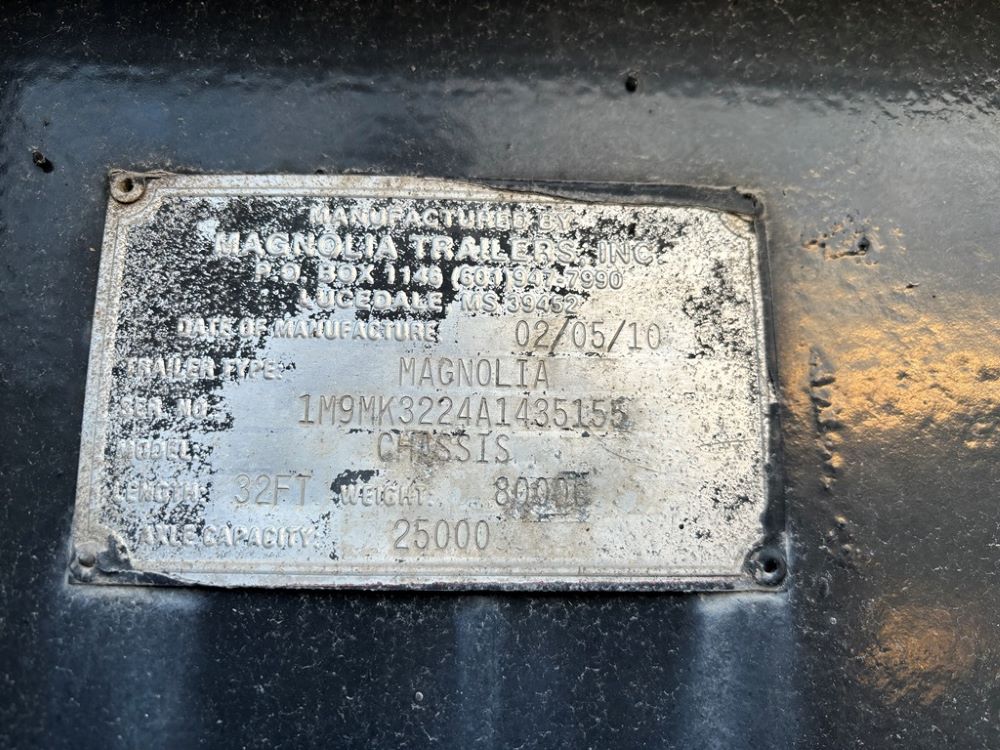 MANUFACTURED BY
MAGNOLIA TRAILERS, INC.
P.O. BOX 1146 (601) 947-7990
LUCEDALE, MS 39452
DATE OF MANUFACTURE 02/05/10
TRAILER TYPE: MAGNOLIA
SER. NO. 1M9MK3224A1435155
MODEL: CHASSIS
LENGTH: 32FT WEIGHT: 8000
AXLE CAPACITY: 25000